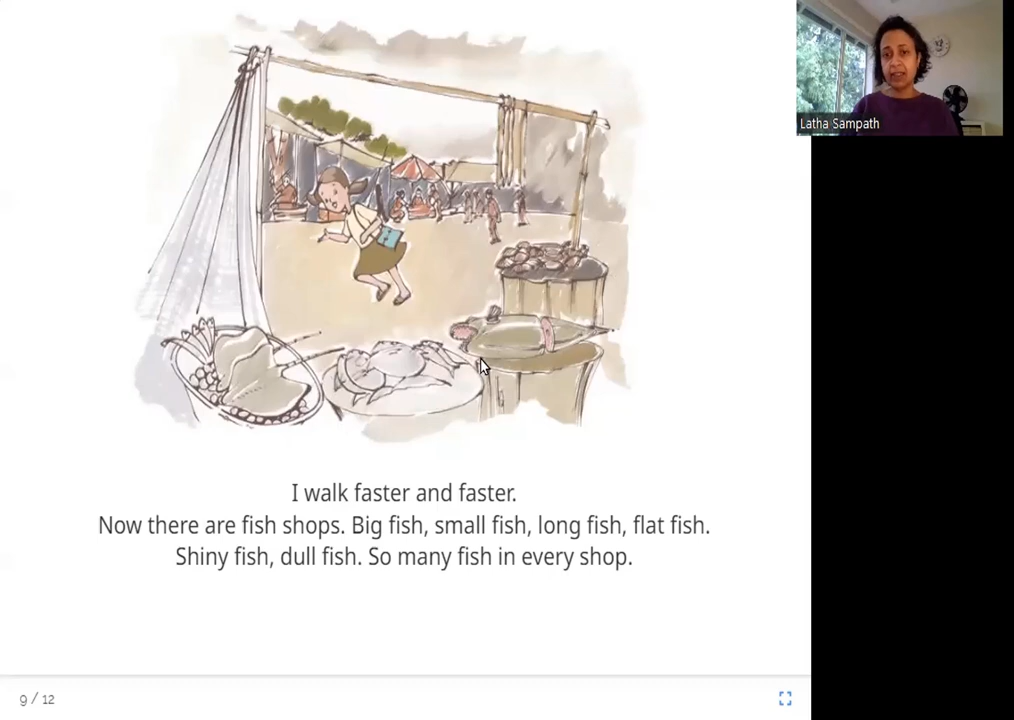 Latha Sampath
I walk faster and faster.
Now there are fish shops. Big fish, small fish, long fish, flat fish.
Shiny fish, dull fish. So many fish in every shop.
9 / 12